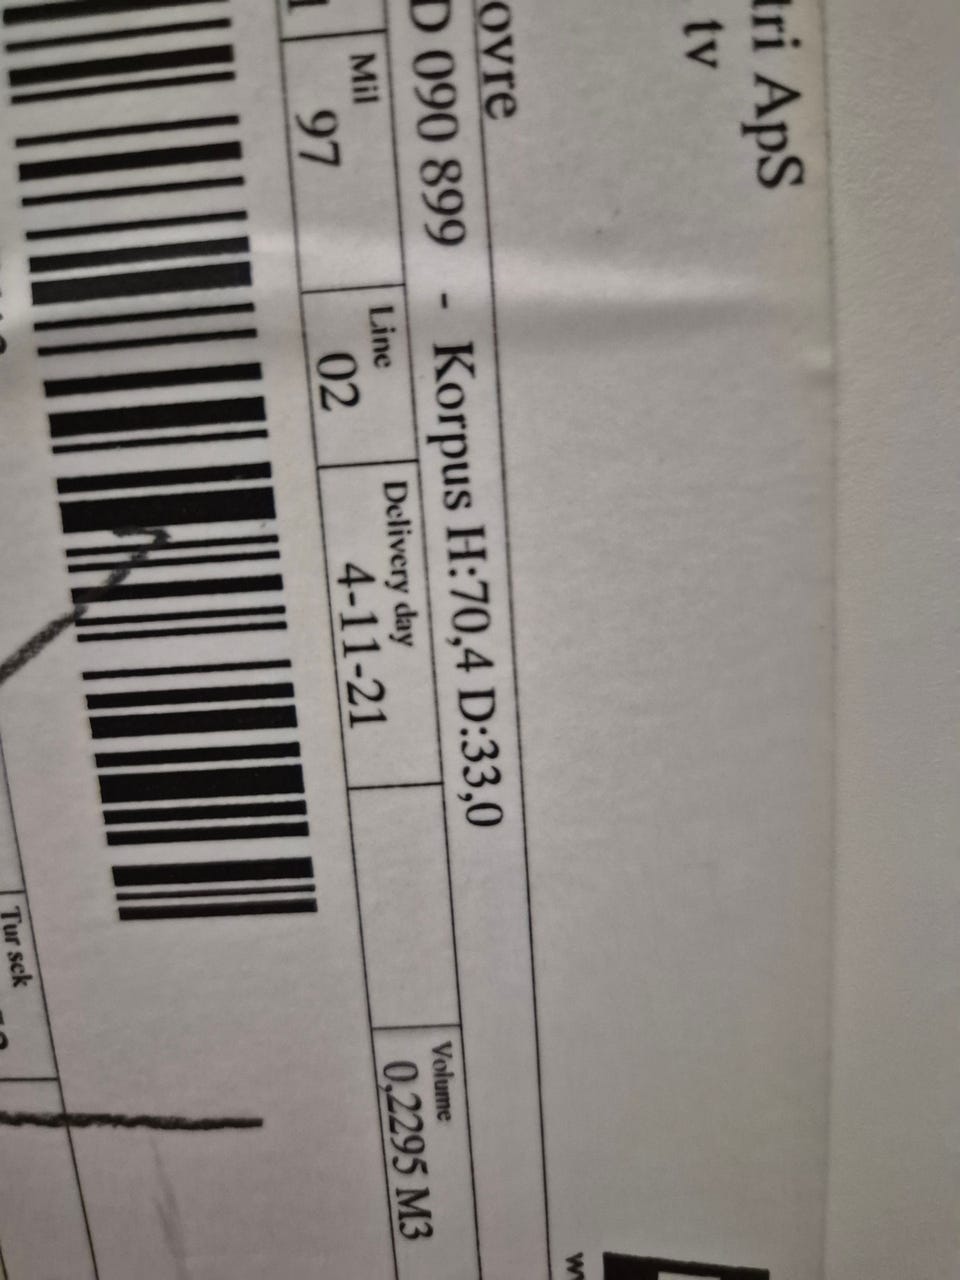 tri ApS
tv
ovre
D 090 899 - Korpus H:70,4 D:33,0
Mil Line Delivery day Volume
1 97 02 4-11-21 0,2295 M3
Tur sek